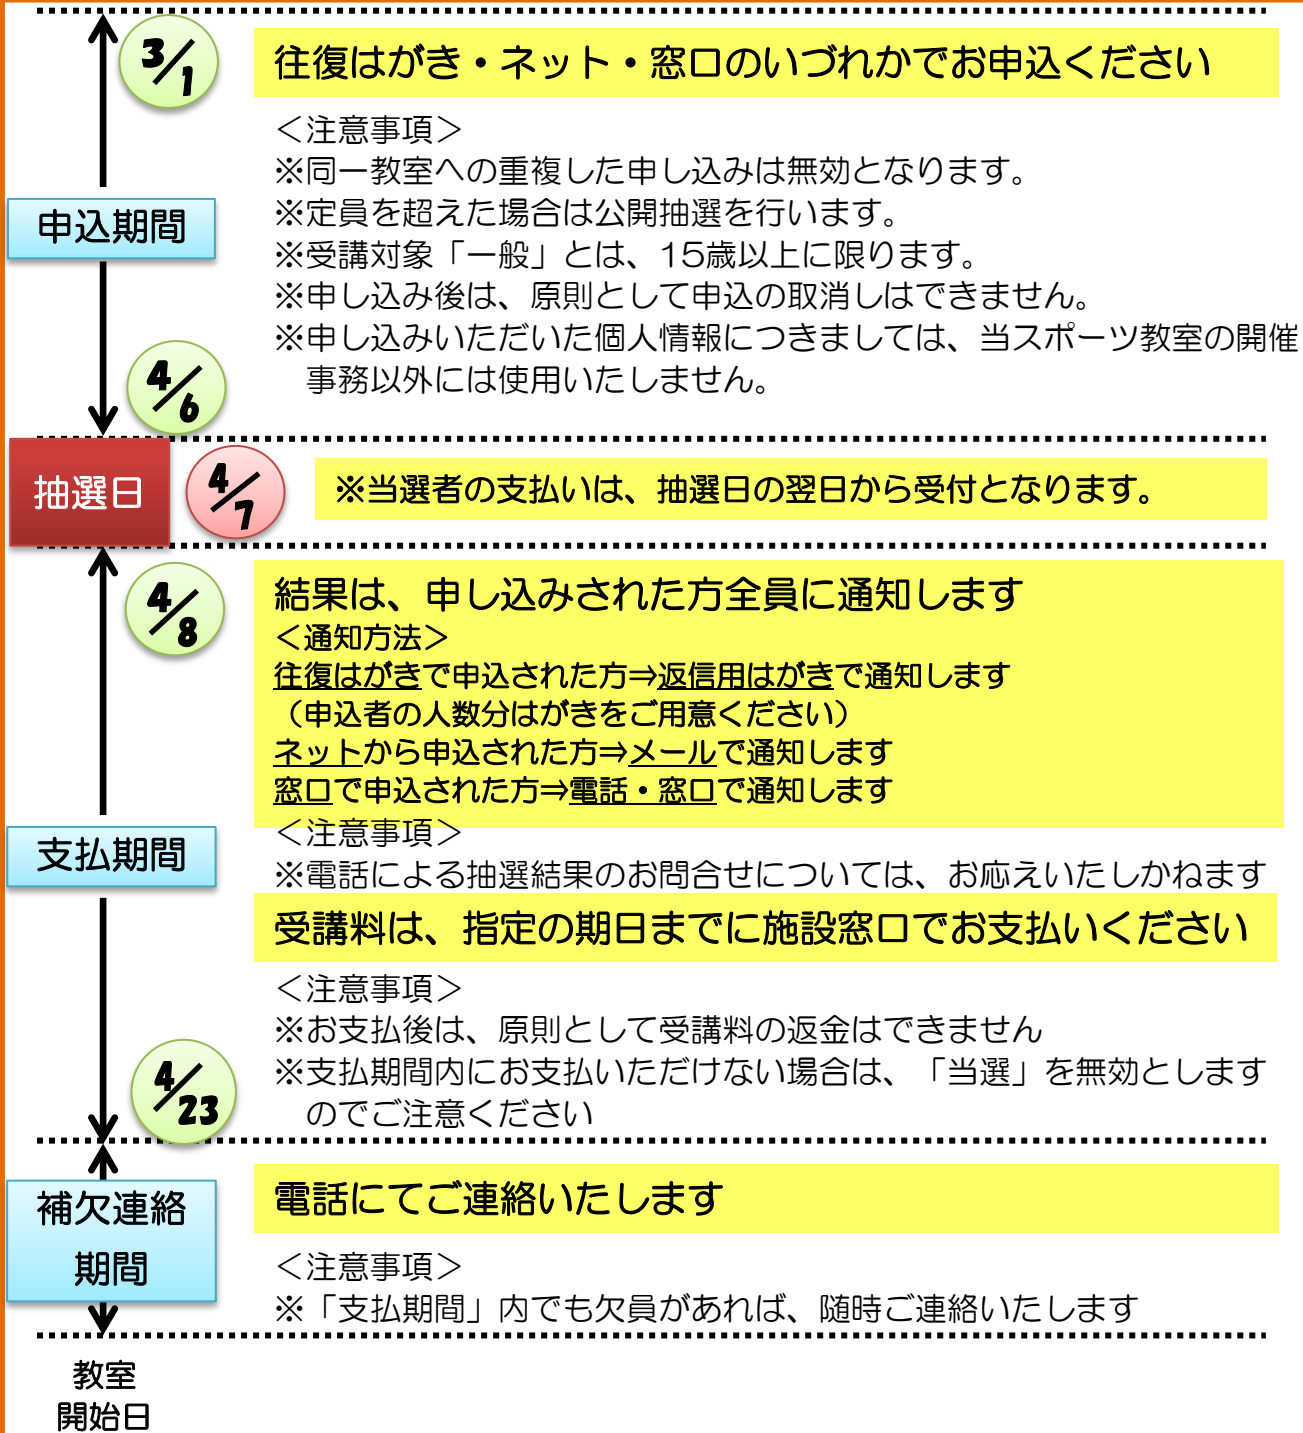 3/1
往復はがき・ネット・窓口のいづれかでお申込ください
＜注意事項＞
※同一教室への重複した申し込みは無効となります。
※定員を超えた場合は公開抽選を行います。
申込期間
※受講対象「一般」とは、15歳以上に限ります。
※申し込み後は、原則として申込の取消しはできません。
※申し込みいただいた個人情報につきましては、当スポーツ教室の開催
事務以外には使用いたしません。
4/6
抽選日
4/7
※当選者の支払いは、抽選日の翌日から受付となります。
4/8
結果は、申し込みされた方全員に通知します
＜通知方法＞
往復はがきで申込された方⇒返信用はがきで通知します
（申込者の人数分はがきをご用意ください）
ネットから申込された方⇒メールで通知します
窓口で申込された方⇒電話・窓口で通知します
＜注意事項＞
支払期間
※電話による抽選結果のお問合せについては、お応えいたしかねます
受講料は、指定の期日までに施設窓口でお支払いください
＜注意事項＞
※お支払後は、原則として受講料の返金はできません
※支払期間内にお支払いただけない場合は、「当選」を無効とします
のでご注意ください
4/23
補欠連絡
期間
電話にてご連絡いたします
＜注意事項＞
※「支払期間」内でも欠員があれば、随時ご連絡いたします
教室
開始日